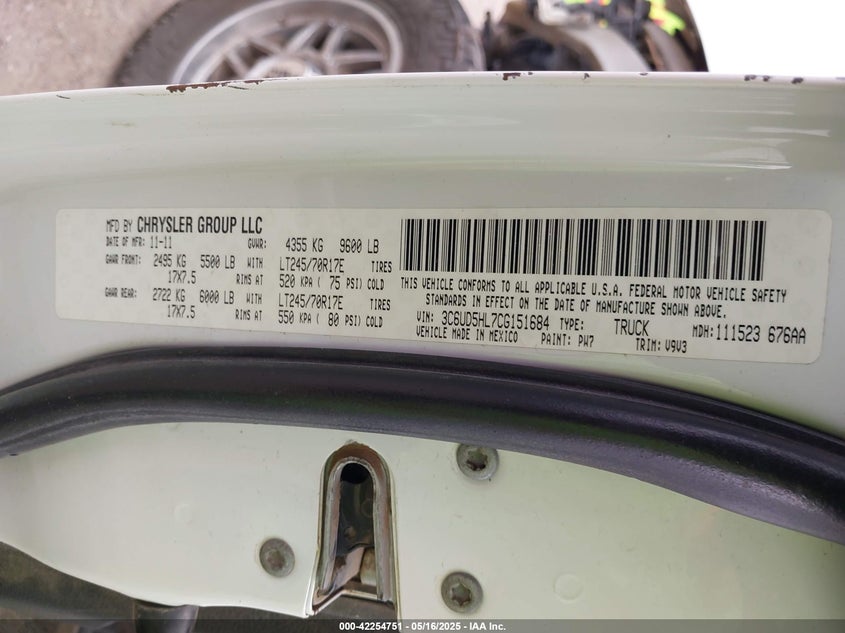 MFD BY CHRYSLER GROUP LLC
DATE OF MFR: 11-11 GVWR: 4355 KG 9600 LB
GAWR FRONT: 2495 KG 5500 LB WITH LT245/70R17E TIRES
17X7.5 RIMS AT 520 KPA ( 75 PSI) COLD
GAWR REAR: 2722 KG 6000 LB WITH LT245/70R17E TIRES
17X7.5 RIMS AT 550 KPA ( 80 PSI) COLD
THIS VEHICLE CONFORMS TO ALL APPLICABLE U.S.A. FEDERAL MOTOR VEHICLE SAFETY
STANDARDS IN EFFECT ON THE DATE OF MANUFACTURE SHOWN ABOVE.
VIN: 3C6UD5HL7CG151684 TYPE: TRUCK MDH: 111523 676AA
VEHICLE MADE IN MEXICO PAINT: PW7 TRIM: V9V3
000-42254751 - 05/16/2025 - IAA Inc.